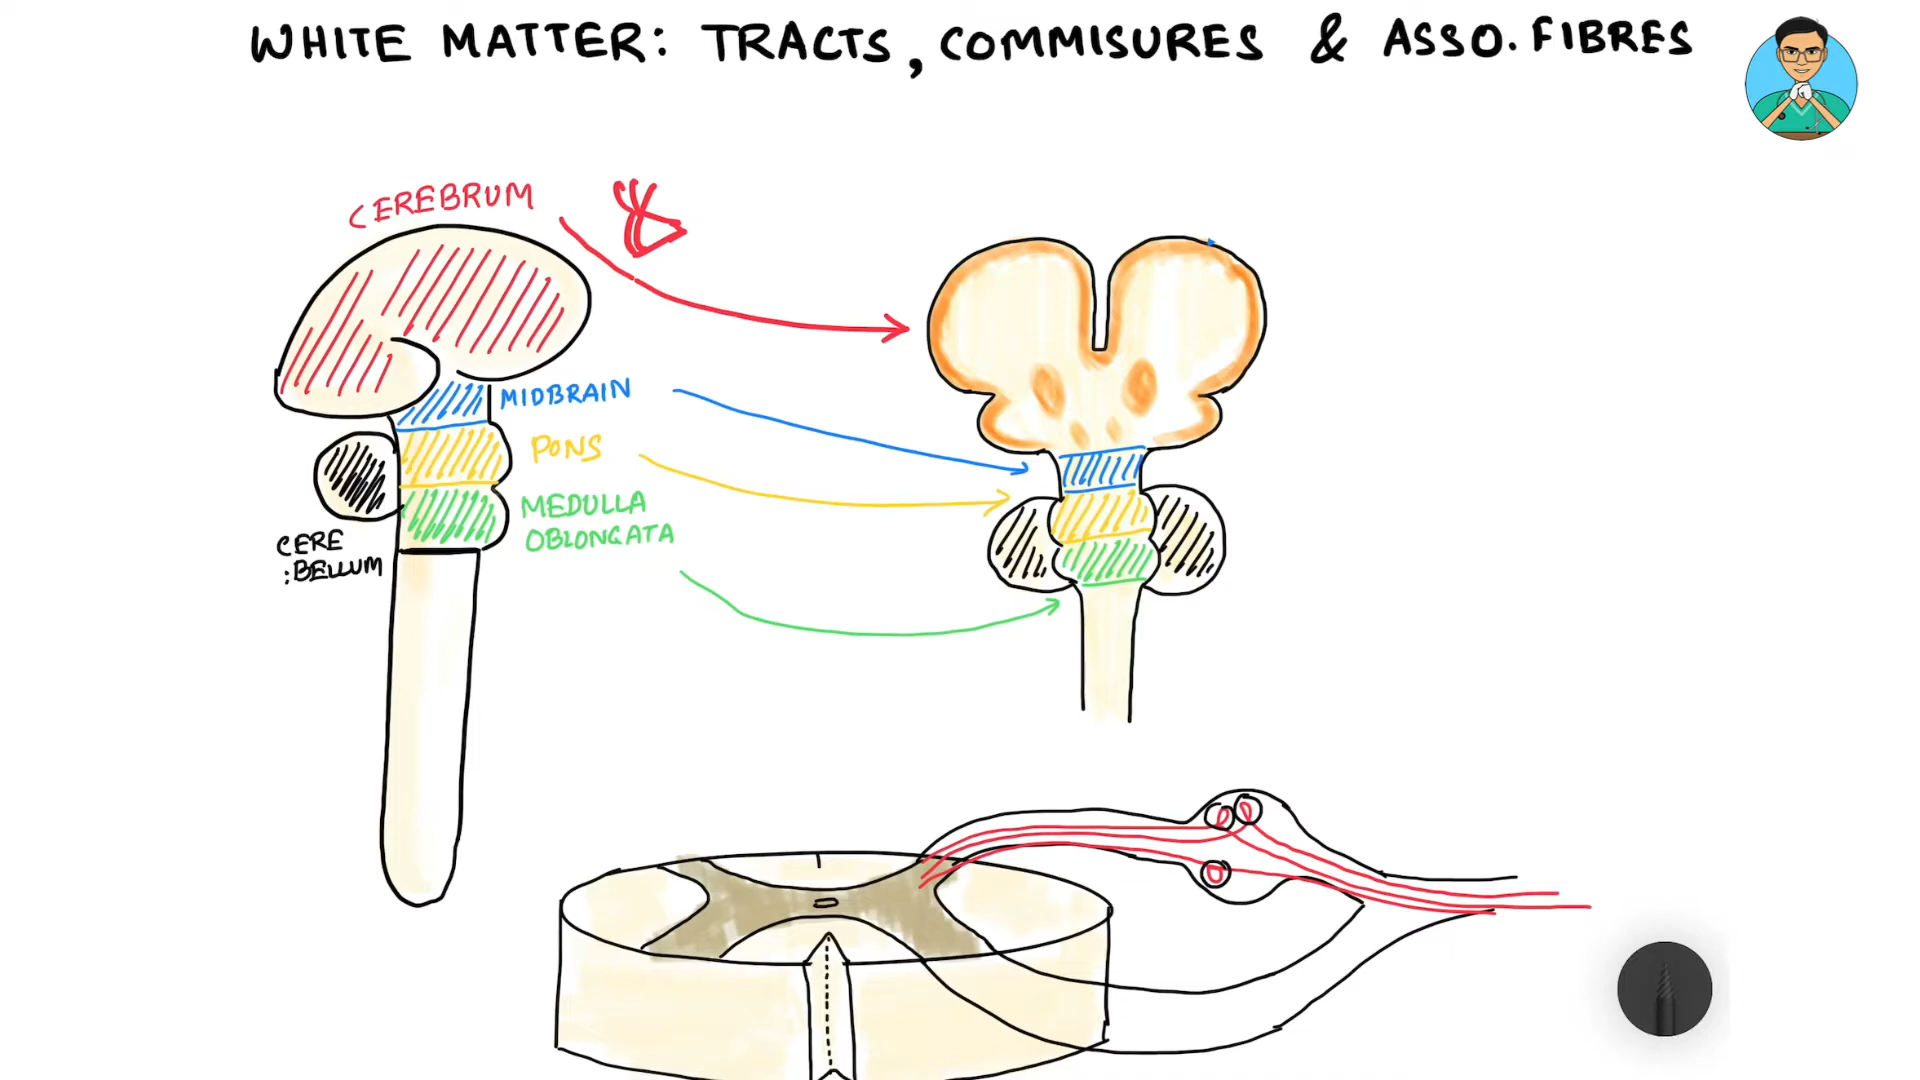 WHITE MATTER: TRACTS, COMMISURES & ASSO. FIBRES
CEREBRUM
MIDBRAIN
PONS
MEDULLA
OBLONGATA
CERE
:BELLUM